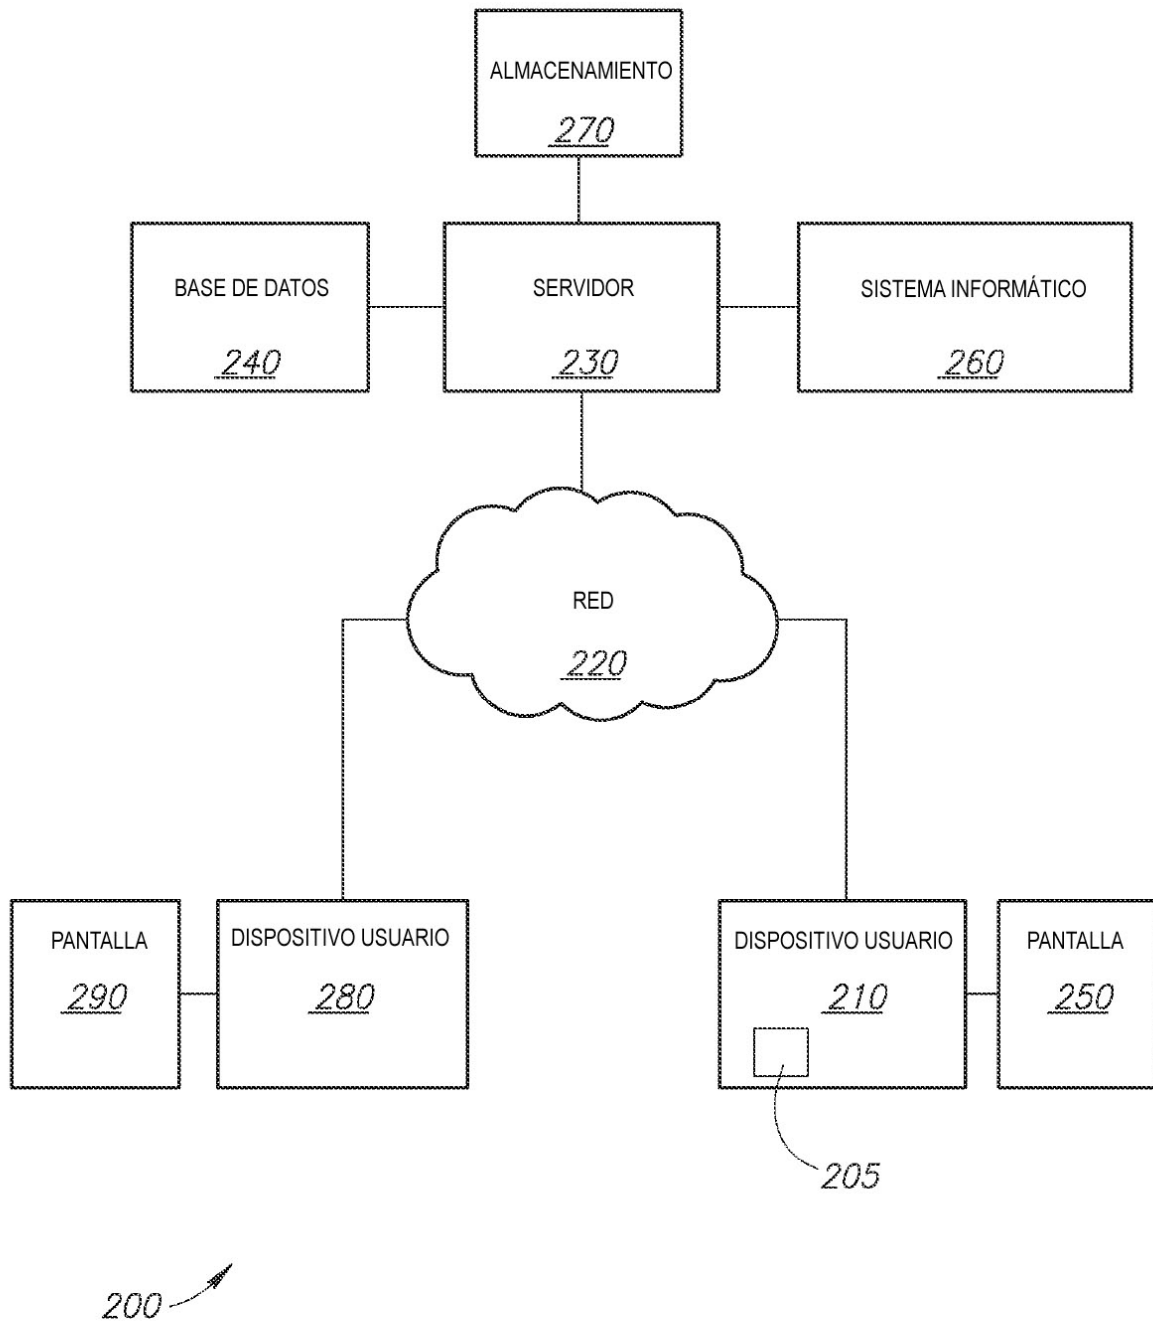 ALMACENAMIENTO
270
BASE DE DATOS
240
SERVIDOR
230
SISTEMA INFORMÁTICO
260
RED
220
PANTALLA
290
DISPOSITIVO USUARIO
280
DISPOSITIVO USUARIO
210
PANTALLA
250
205
200